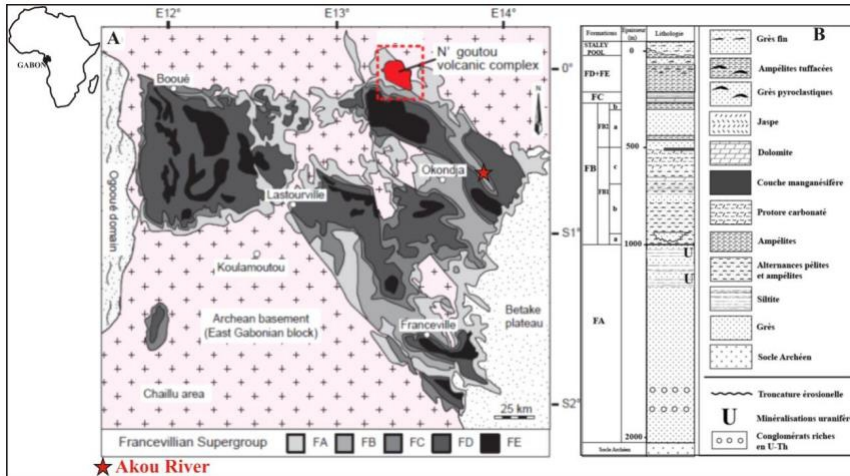 GABON
A
E12°
E13°
E14°
N' goutou
volcanic complex
0°
Booué
Okondja
Lastourville
Ogooué domain
S1°
Koulamoutou
Archean basement
(East Gabonian block)
Franceville
Betake
plateau
Chaillu area
25 km
S2°
Francevillian Supergroup
FA
FB
FC
FD
FE
Akou River
Formations
Epaisseur
(m)
Lithologie
STALEY
POOL
0
FD+FE
FC
FB
FB2
b
a
500
FB1
c
b
a
1000
U
U
FA
2000
Socle Archéen
B
Grès fin
Ampélites tuffacées
Grès pyroclastiques
Jaspe
Dolomite
Couche manganésifère
Protore carbonaté
Ampélites
Alternances pélites
et ampélites
Siltite
Grès
Socle Archéen
Troncature érosionelle
U
Minéralisations uranifères
Conglomérats riches
en U-Th